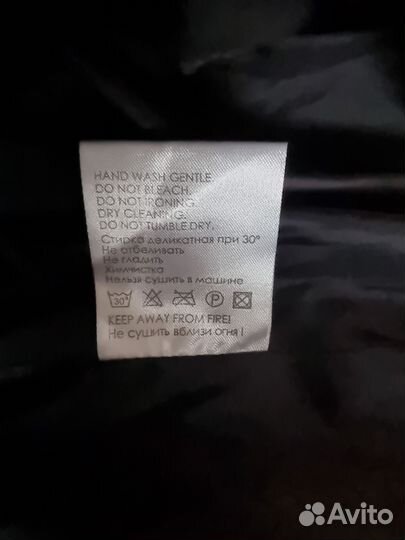 HAND WASH GENTLE.
DO NOT BLEACH.
DO NOT IRONING.
DRY CLEANING.
DO NOT TUMBLE DRY.
Стирка деликатная при 30°
Не отбеливать
Не гладить
Химчистка
Нельзя сушить в машине
30° P
KEEP AWAY FROM FIRE!
Не сушить вблизи огня !
Avito